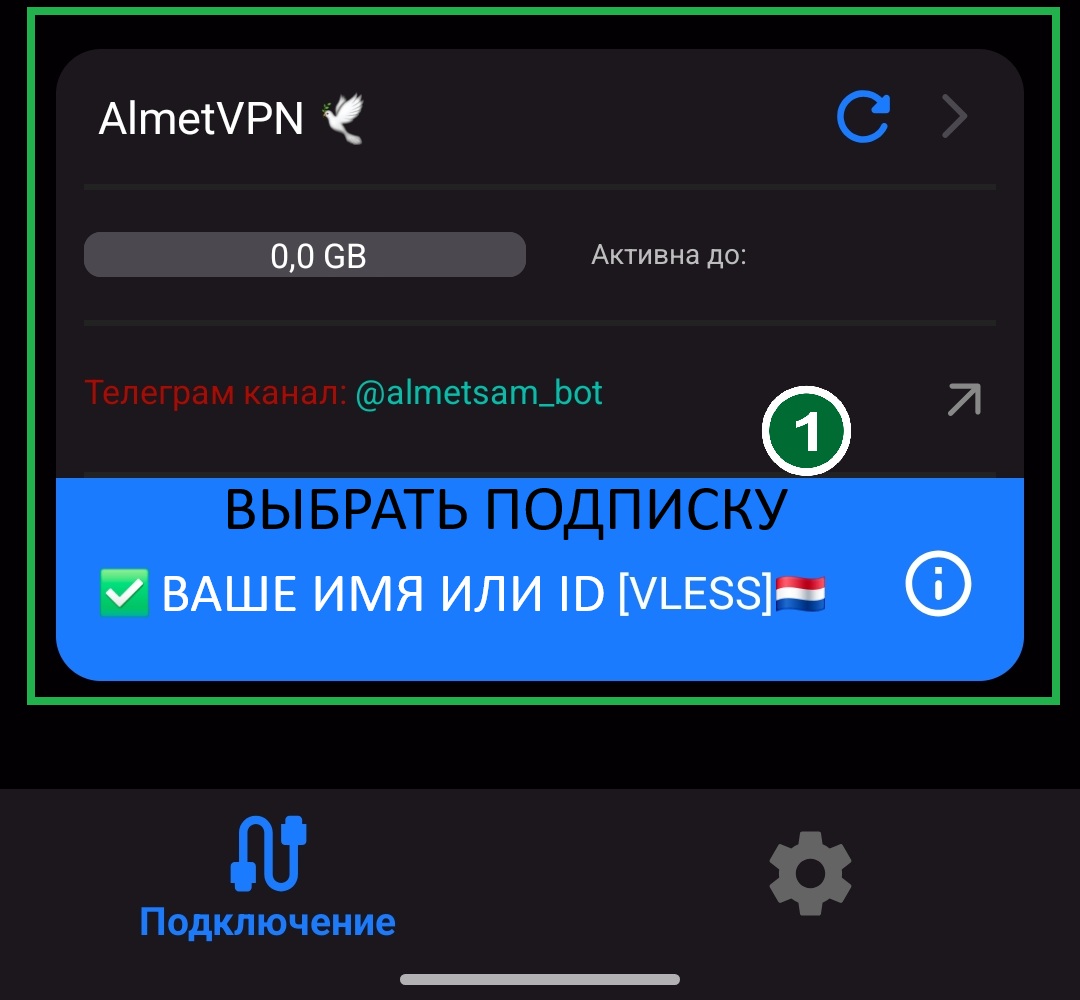 AlmetVPN 🕊️
0,0 GB
Активна до:
Телеграм канал: @almetsam_bot
1
ВЫБРАТЬ ПОДПИСКУ
✅ ВАШЕ ИМЯ ИЛИ ID [VLESS]🇳🇱
Подключение